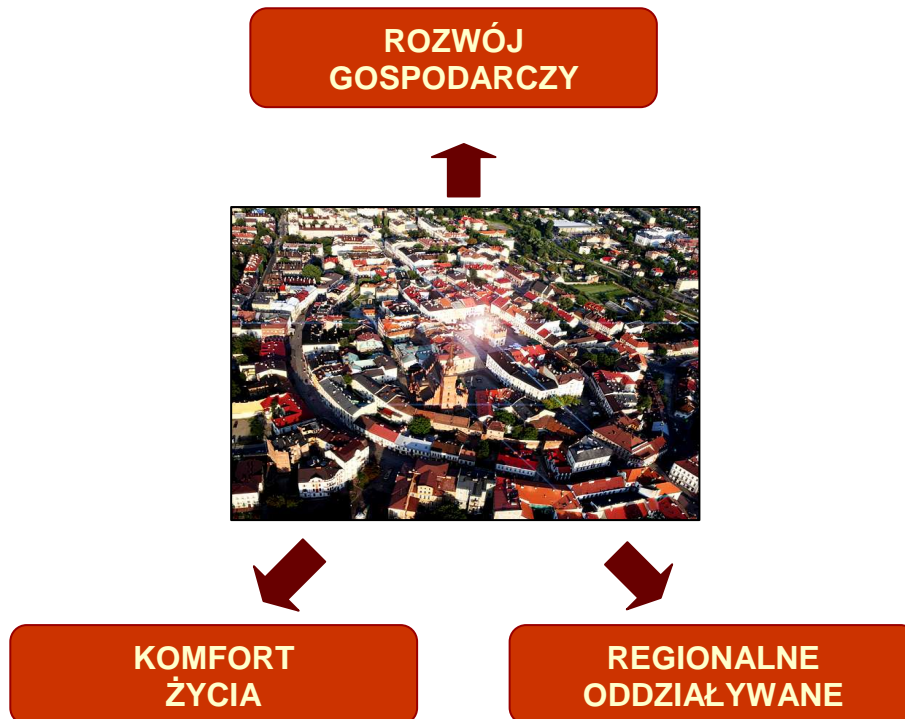 ROZWÓJ
GOSPODARCZY
KOMFORT
ŻYCIA
REGIONALNE
ODDZIAŁYWANE